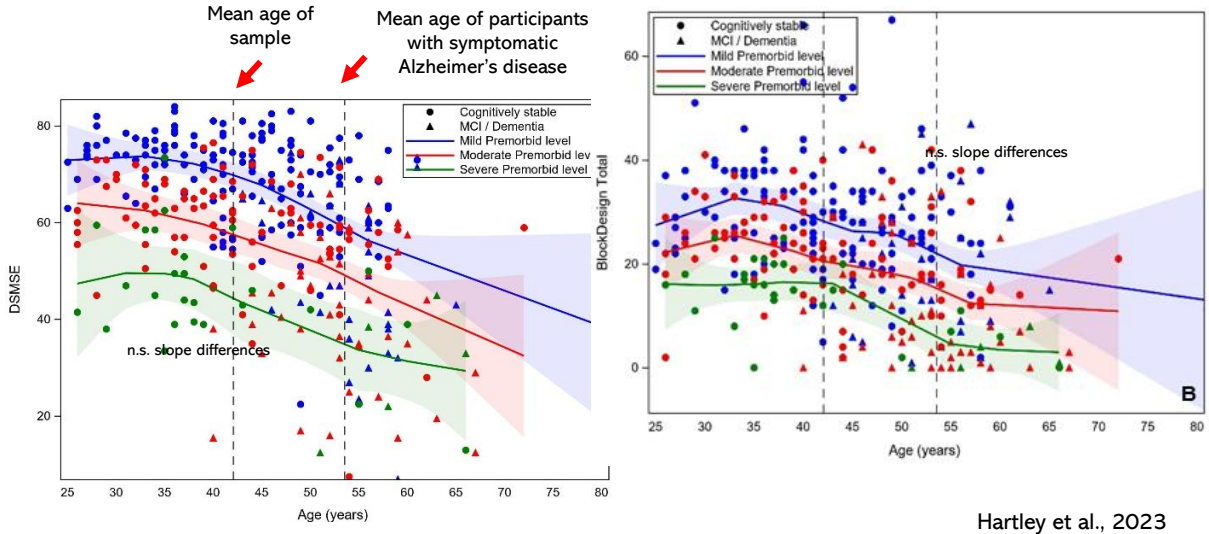 Mean age of
sample
Mean age of participants
with symptomatic
Alzheimer's disease
Cognitively stable
MCI / Dementia
Mild Premorbid level
Moderate Premorbid lev
Severe Premorbid level
DSMSE
80
60
40
20
n.s. slope differences
25 30 35 40 45 50 55 60 65 70 75 80
Age (years)
B
Cognitively stable
MCI / Dementia
Mild Premorbid level
Moderate Premorbid level
Severe Premorbid level
BlockDesign Total
60
40
20
0
n.s. slope differences
B
25 30 35 40 45 50 55 60 65 70 75 80
Age (years)
Hartley et al., 2023